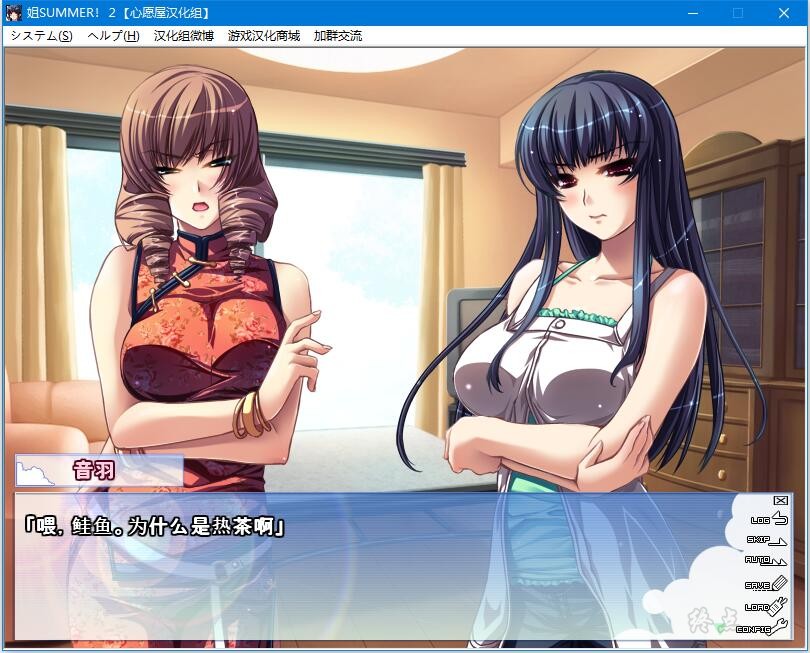 姐SUMMER！２【心愿屋汉化组】
システム(S) ヘルプ(H) 汉化组微博 游戏汉化商城 加群交流
音羽
「喂，鲑鱼。为什么是热茶啊」
LOG
SKIP
AUTO
SAVE
LOAD
终点
CONFIG